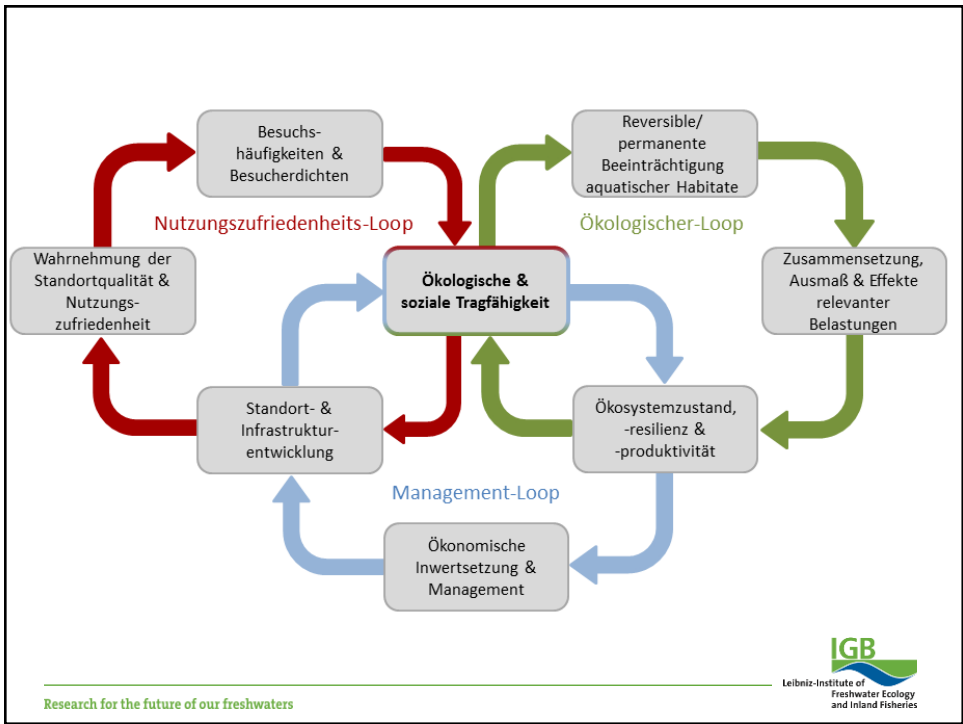 Besuchs-
häufigkeiten &
Besucherdichten
Reversible/
permanente
Beeinträchtigung
aquatischer Habitate
Nutzungszufriedenheits-Loop
Ökologischer-Loop
Wahrnehmung der
Standortqualität &
Nutzungs-
zufriedenheit
Ökologische &
soziale Tragfähigkeit
Zusammensetzung,
Ausmaß & Effekte
relevanter
Belastungen
Standort- &
Infrastruktur-
entwicklung
Ökosystemzustand,
-resilienz &
-produktivität
Management-Loop
Ökonomische
Inwertsetzung &
Management
IGB
Leibniz-Institute of
Freshwater Ecology
and Inland Fisheries
Research for the future of our freshwaters